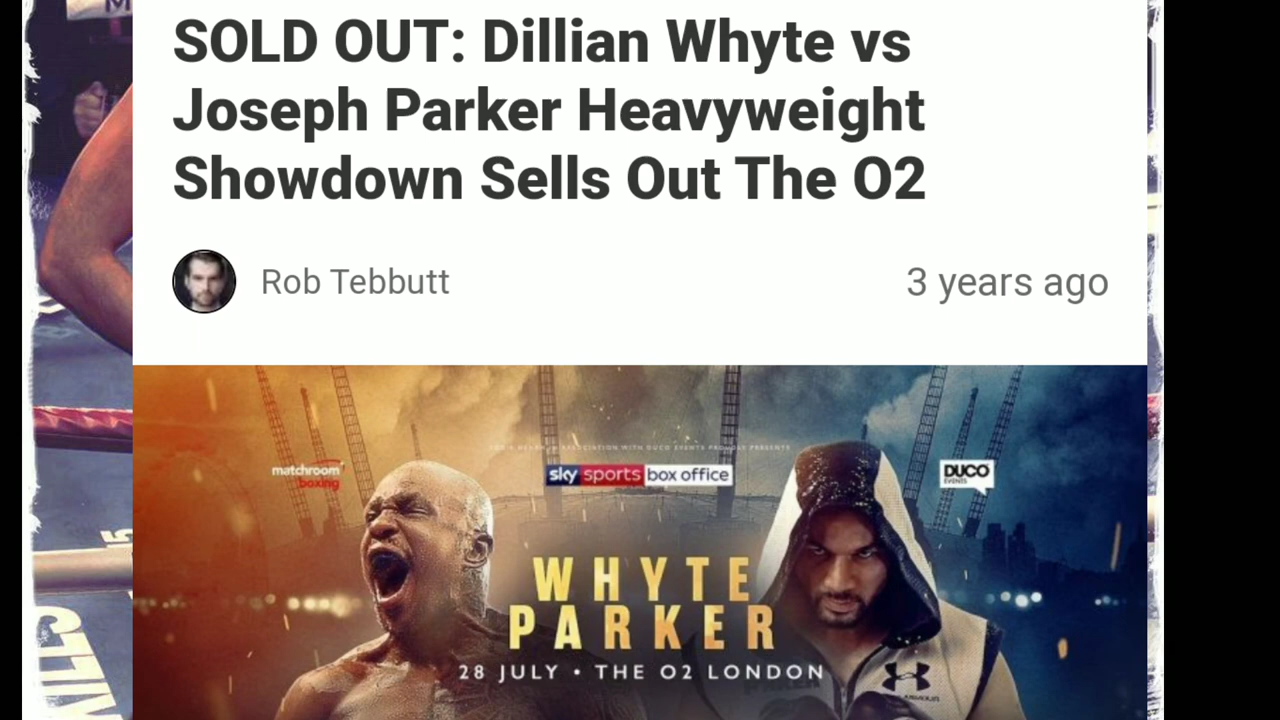 SOLD OUT: Dillian Whyte vs
Joseph Parker Heavyweight
Showdown Sells Out The O2
Rob Tebbutt
3 years ago
matchroom
boxing
sky sports box office
DUCO
EVENTS
WHYTE
PARKER
28 JULY • THE O2 LONDON